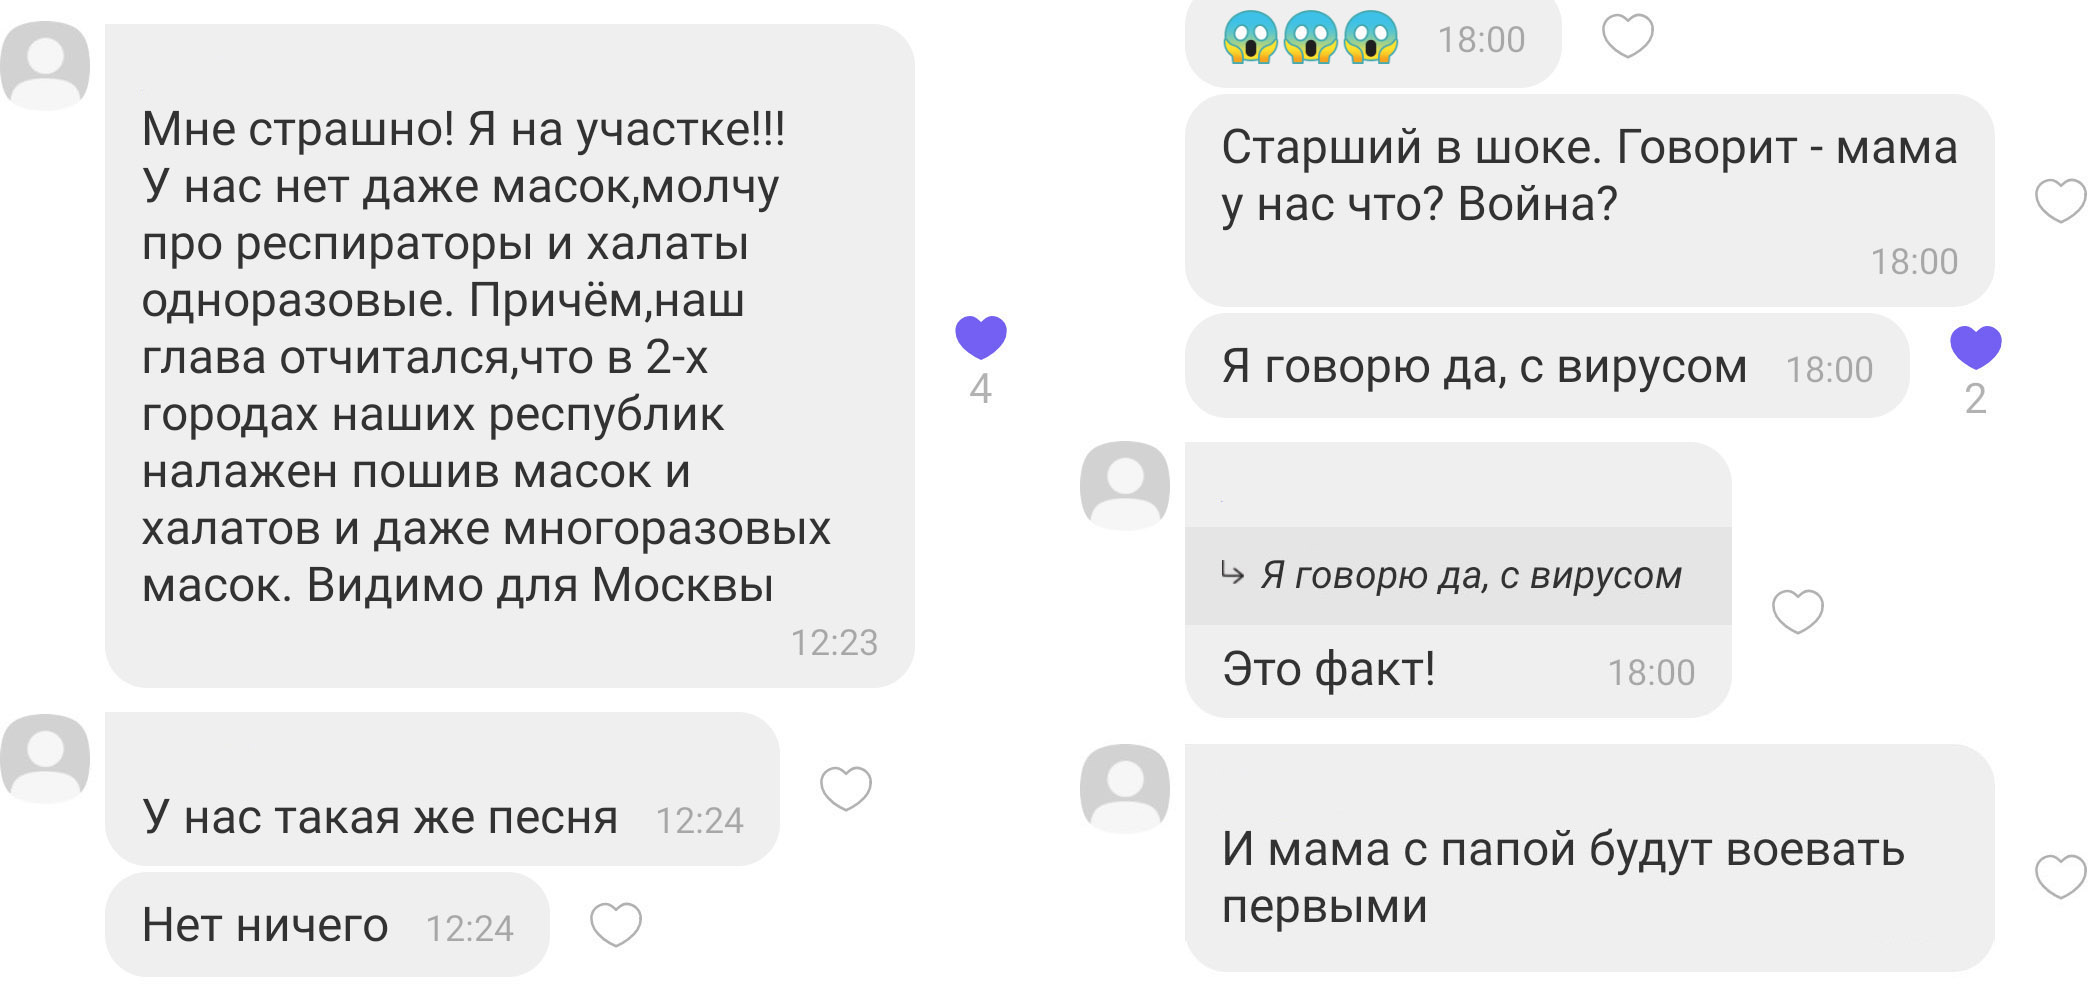 Мне страшно! Я на участке!!!
У нас нет даже масок,молчу
про респираторы и халаты
одноразовые. Причём,наш
глава отчитался,что в 2-х
городах наших республик
налажен пошив масок и
халатов и даже многоразовых
масок. Видимо для Москвы
12:23
4
У нас такая же песня 12:24
Нет ничего 12:24
😱😱😱 18:00
Старший в шоке. Говорит - мама
у нас что? Война?
18:00
Я говорю да, с вирусом 18:00
2
Я говорю да, с вирусом
Это факт! 18:00
И мама с папой будут воевать
первыми